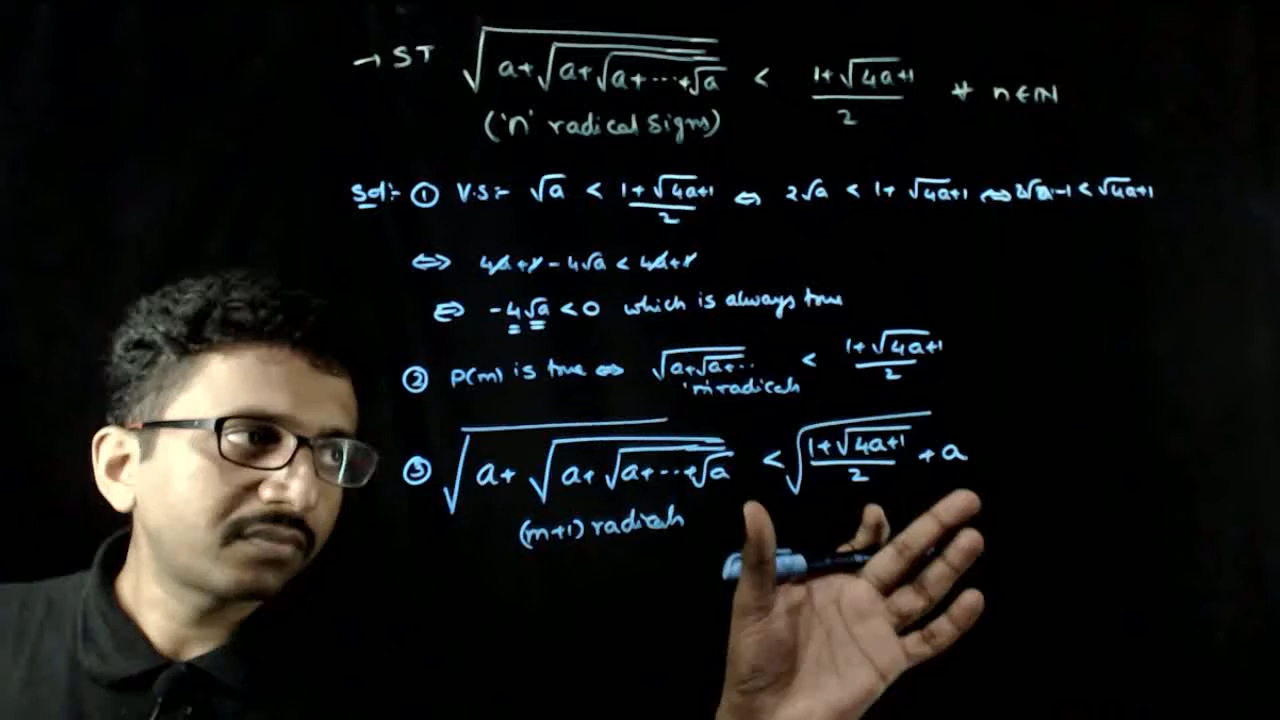 → ST √(a+√(a+√(a+⋯+√a))) < (1+√(4a+1))/2 ∀ n∈N
('n' radical Signs)
Sol:- ① V.S:- √a < (1+√(4a+1))/2 ⇔ 2√a < 1+√(4a+1) ⇔ 2√a-1 < √(4a+1)
⇔ 4a+1-4√a < 4a+1
⇔ -4√a < 0 which is always true
② P(m) is true ⇔ √(a+√(a+⋯)) < (1+√(4a+1))/2
'm' radicals
③ √(a+√(a+√(a+⋯+√a))) < √((1+√(4a+1))/2 + a)
(m+1) radicals